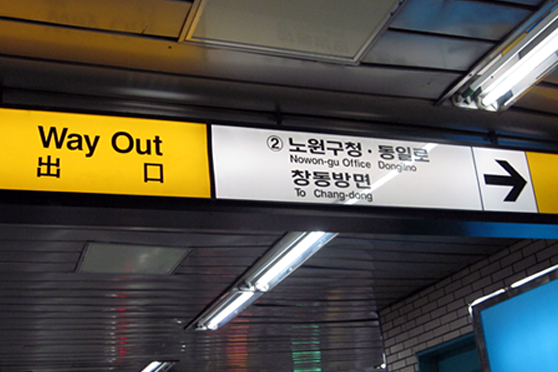 Way Out
出 口
② 노원구청 · 동일로
Nowon-gu Office Dongilno
창동방면
To Chang-dong